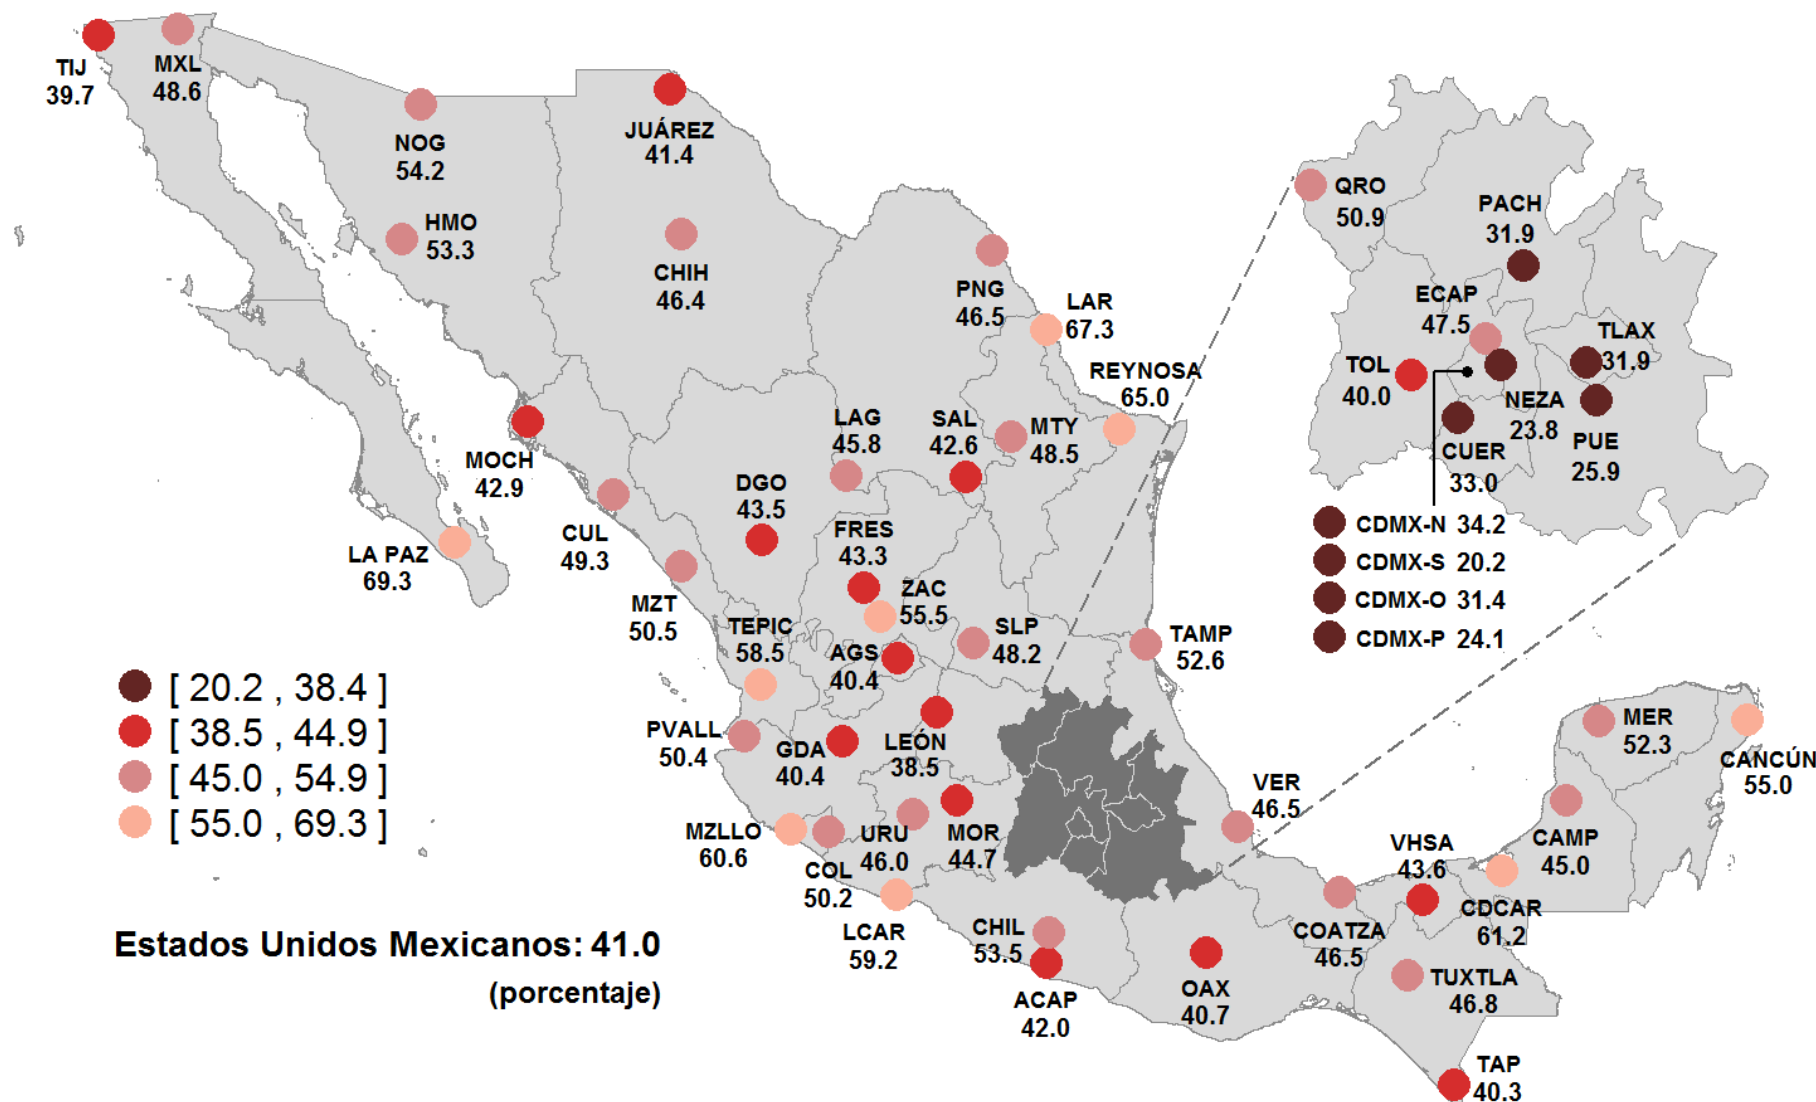 TIJ
39.7
MXL
48.6
NOG
54.2
HMO
53.3
JUÁREZ
41.4
CHIH
46.4
PNG
46.5
LAR
67.3
REYNOSA
65.0
MOCH
42.9
LAG
45.8
SAL
42.6
MTY
48.5
DGO
43.5
CUL
49.3
LA PAZ
69.3
FRES
43.3
ZAC
55.5
MZT
50.5
TEPIC
58.5
AGS
40.4
SLP
48.2
TAMP
52.6
PVALL
50.4
GDA
40.4
LEÓN
38.5
MZLLO
60.6
COL
50.2
URU
46.0
MOR
44.7
LCAR
59.2
CHIL
53.5
ACAP
42.0
OAX
40.7
VER
46.5
COATZA
46.5
VHSA
43.6
CDCAR
61.2
CAMP
45.0
MER
52.3
CANCÚN
55.0
TUXTLA
46.8
TAP
40.3
QRO
50.9
PACH
31.9
ECAP
47.5
TLAX
31.9
TOL
40.0
NEZA
23.8
PUE
25.9
CUER
33.0
CDMX-N 34.2
CDMX-S 20.2
CDMX-O 31.4
CDMX-P 24.1
[ 20.2 , 38.4 ]
[ 38.5 , 44.9 ]
[ 45.0 , 54.9 ]
[ 55.0 , 69.3 ]
Estados Unidos Mexicanos: 41.0
(porcentaje)